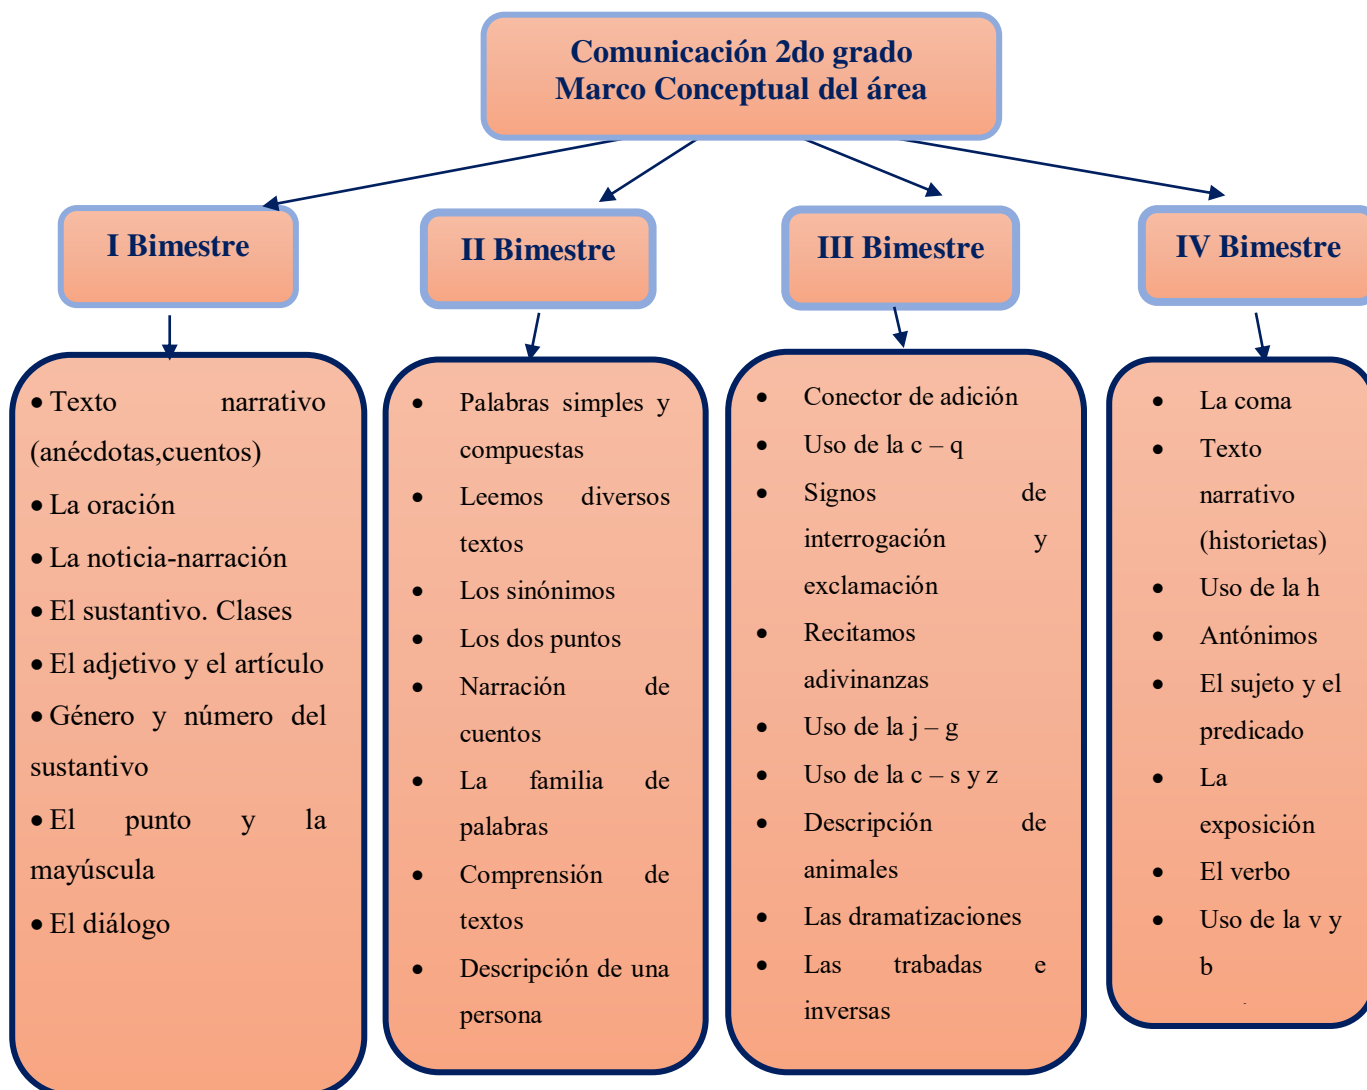 Comunicación 2do grado
Marco Conceptual del área
I Bimestre
II Bimestre
III Bimestre
IV Bimestre
• Texto narrativo
(anécdotas,cuentos)
• La oración
• La noticia-narración
• El sustantivo. Clases
• El adjetivo y el artículo
• Género y número del
sustantivo
• El punto y la
mayúscula
• El diálogo
• Palabras simples y
compuestas
• Leemos diversos
textos
• Los sinónimos
• Los dos puntos
• Narración de
cuentos
• La familia de
palabras
• Comprensión de
textos
• Descripción de una
persona
• Conector de adición
• Uso de la c – q
• Signos de
interrogación y
exclamación
• Recitamos
adivinanzas
• Uso de la j – g
• Uso de la c – s y z
• Descripción de
animales
• Las dramatizaciones
• Las trabadas e
inversas
• La coma
• Texto
narrativo
(historietas)
• Uso de la h
• Antónimos
• El sujeto y el
predicado
• La
exposición
• El verbo
• Uso de la v y
b